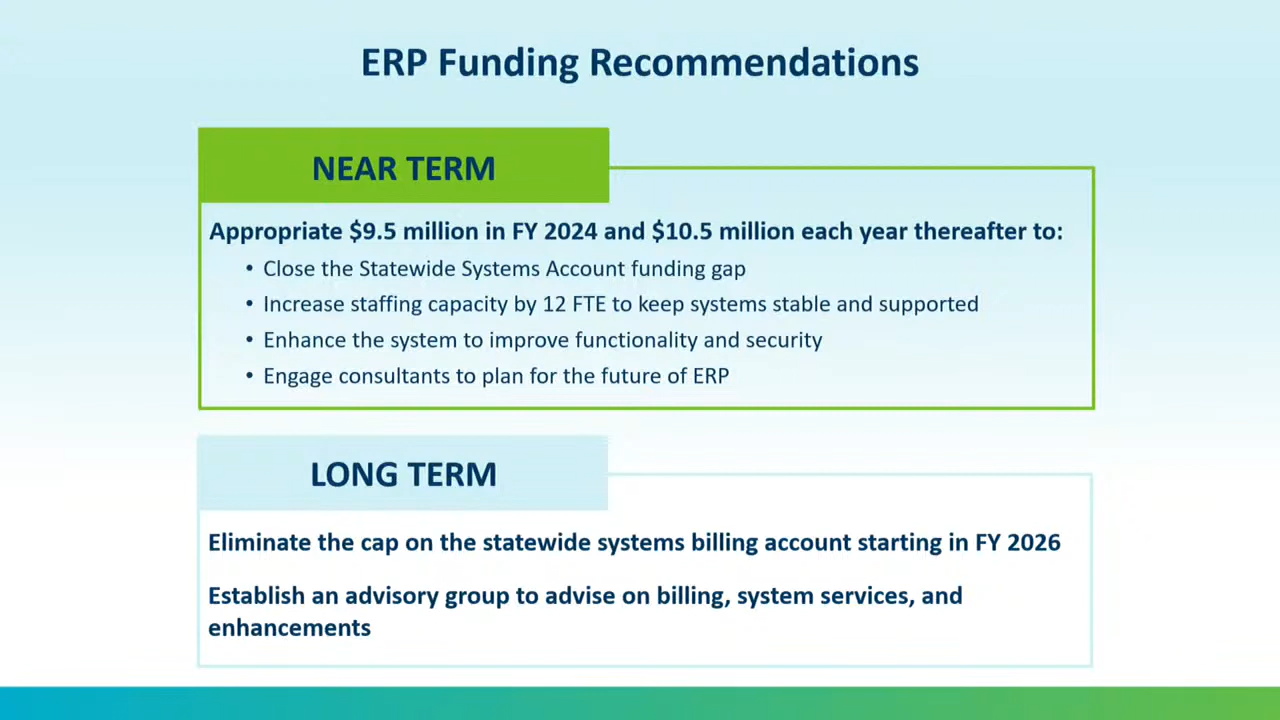 ERP Funding Recommendations
NEAR TERM
Appropriate $9.5 million in FY 2024 and $10.5 million each year thereafter to:
• Close the Statewide Systems Account funding gap
• Increase staffing capacity by 12 FTE to keep systems stable and supported
• Enhance the system to improve functionality and security
• Engage consultants to plan for the future of ERP
LONG TERM
Eliminate the cap on the statewide systems billing account starting in FY 2026
Establish an advisory group to advise on billing, system services, and
enhancements